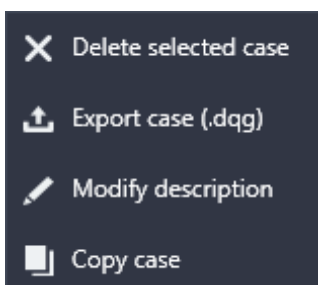 Delete selected case
Export case (.dqg)
Modify description
Copy case